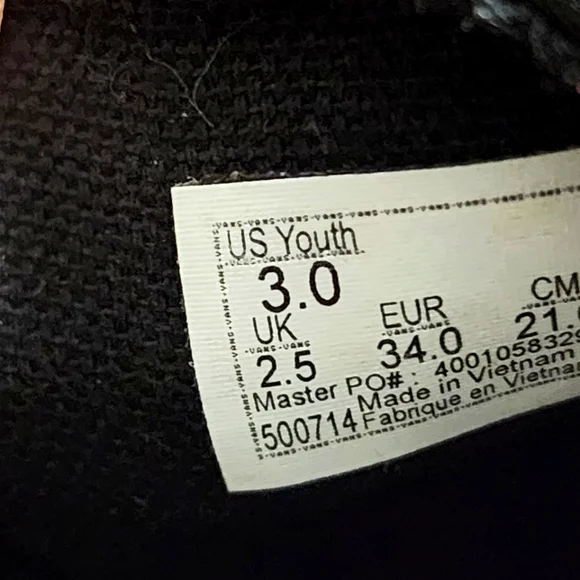 US Youth
3.0
UK EUR CM
2.5 34.0 21.
Master PO# : 4001058329
Made in Vietnam
500714 Fabrique en Vietnam